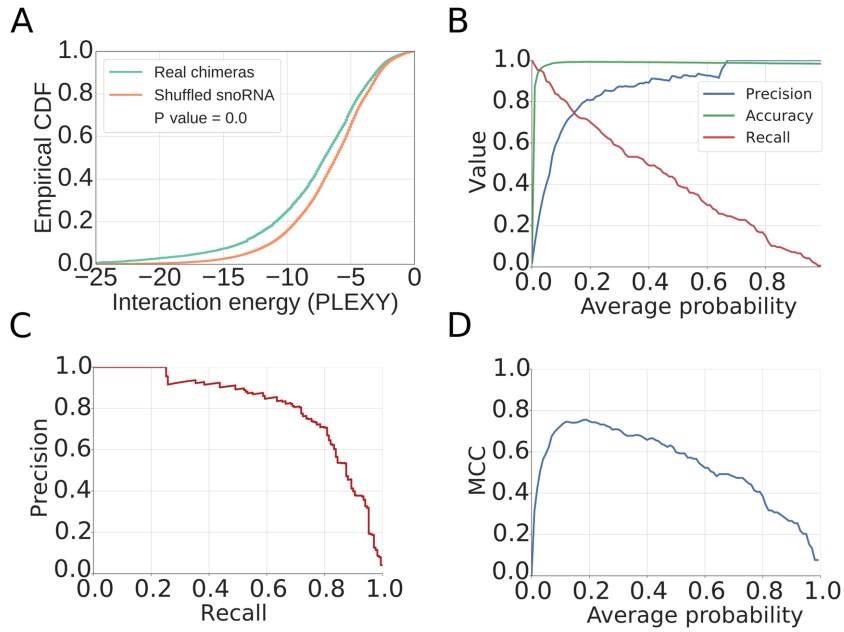 A
1.0
0.8
0.6
0.4
0.2
0.0
Empirical CDF
Real chimeras
Shuffled snoRNA
P value = 0.0
−25 −20 −15 −10 −5 0
Interaction energy (PLEXY)
B
1.0
0.8
0.6
0.4
0.2
0.0
Value
Precision
Accuracy
Recall
0.0 0.2 0.4 0.6 0.8
Average probability
C
1.0
0.8
0.6
0.4
0.2
0.0
Precision
0.0 0.2 0.4 0.6 0.8 1.0
Recall
D
1.0
0.8
0.6
0.4
0.2
0.0
MCC
0.0 0.2 0.4 0.6 0.8 1.0
Average probability